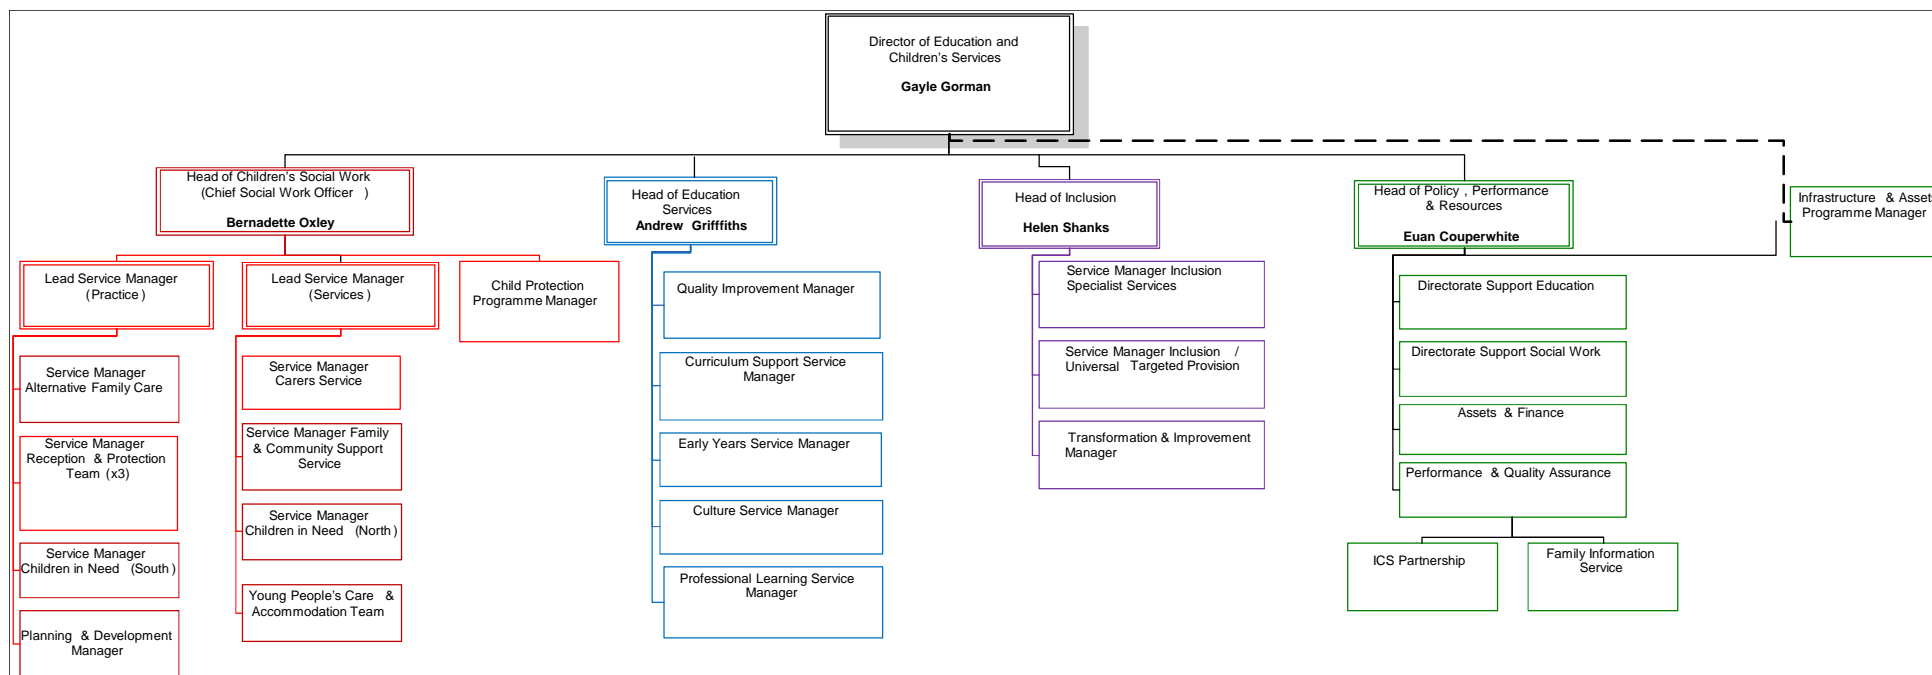 Director of Education and
Children's Services
Gayle Gorman
Head of Children's Social Work
(Chief Social Work Officer )
Bernadette Oxley
Head of Education
Services
Andrew Grifffiths
Head of Inclusion
Helen Shanks
Head of Policy , Performance
& Resources
Euan Couperwhite
Infrastructure & Assets
Programme Manager
Lead Service Manager
(Practice )
Lead Service Manager
(Services )
Child Protection
Programme Manager
Service Manager
Alternative Family Care
Service Manager
Reception & Protection
Team (x3)
Service Manager
Children in Need (South )
Planning & Development
Manager
Service Manager
Carers Service
Service Manager Family
& Community Support
Service
Service Manager
Children in Need (North )
Young People's Care &
Accommodation Team
Quality Improvement Manager
Curriculum Support Service
Manager
Early Years Service Manager
Culture Service Manager
Professional Learning Service
Manager
Service Manager Inclusion
Specialist Services
Service Manager Inclusion /
Universal Targeted Provision
Transformation & Improvement
Manager
Directorate Support Education
Directorate Support Social Work
Assets & Finance
Performance & Quality Assurance
ICS Partnership
Family Information
Service